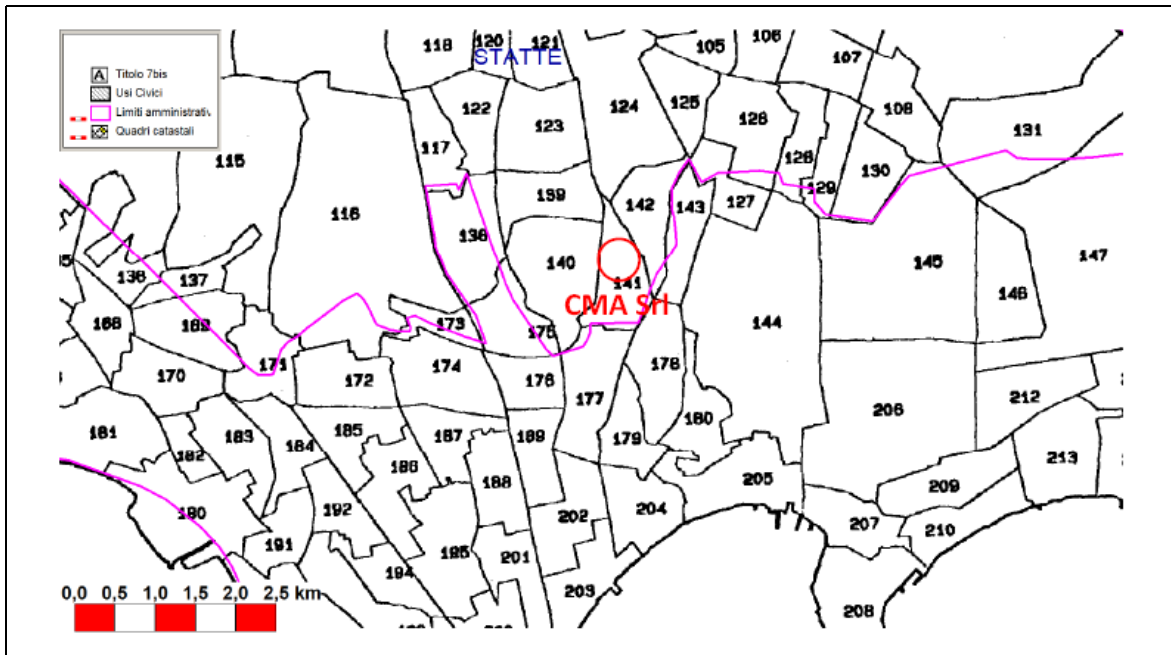 A Titolo 7bis
Usi Civici
Limiti amministrativ
Quadri catastali
118 120 121 105 106
STATTE
107
122 124 125 126 108
123 131
115 117 128 130
139 142 129
116 138 127 143
136 137 140 145 147
141 146
168 169 CMA Srl
173 175 144
171 174 178
170 172 176 177 206 212
181 183 184 185 187 189 179 180 213
182 186 188 205 209
180 192 202 204 207 210
191 195 201
194 203 208
0,0 0,5 1,0 1,5 2,0 2,5 km